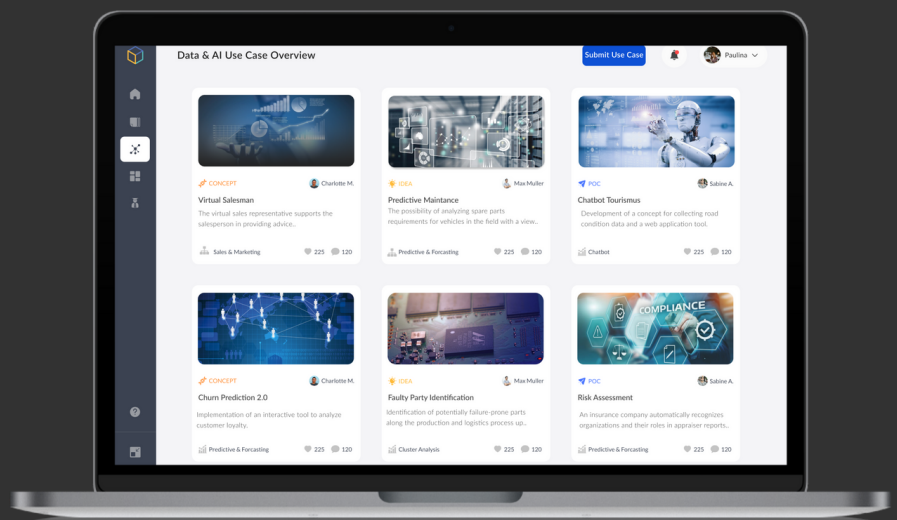 Data & AI Use Case Overview
Submit Use Case
Paulina
CONCEPT
Charlotte M.
Virtual Salesman
The virtual sales representative supports the
salesperson in providing advice..
Sales & Marketing
225
120
IDEA
Max Muller
Predictive Maintance
The possibility of analyzing spare parts
requirements for vehicles in the field with a view..
Predictive & Forcasting
225
120
POC
Sabine A.
Chatbot Tourismus
Development of a concept for collecting road
condition data and a web application tool.
Chatbot
225
120
CONCEPT
Charlotte M.
Churn Prediction 2.0
Implementation of an interactive tool to analyze
customer loyalty.
Predictive & Forcasting
225
120
IDEA
Max Muller
Faulty Party Identification
Identification of potentially failure-prone parts
along the production and logistics process up..
Cluster Analysis
225
120
COMPLIANCE
POC
Sabine A.
Risk Assessment
An insurance company automatically recognizes
organizations and their roles in appraiser reports..
Predictive & Forcasting
225
120